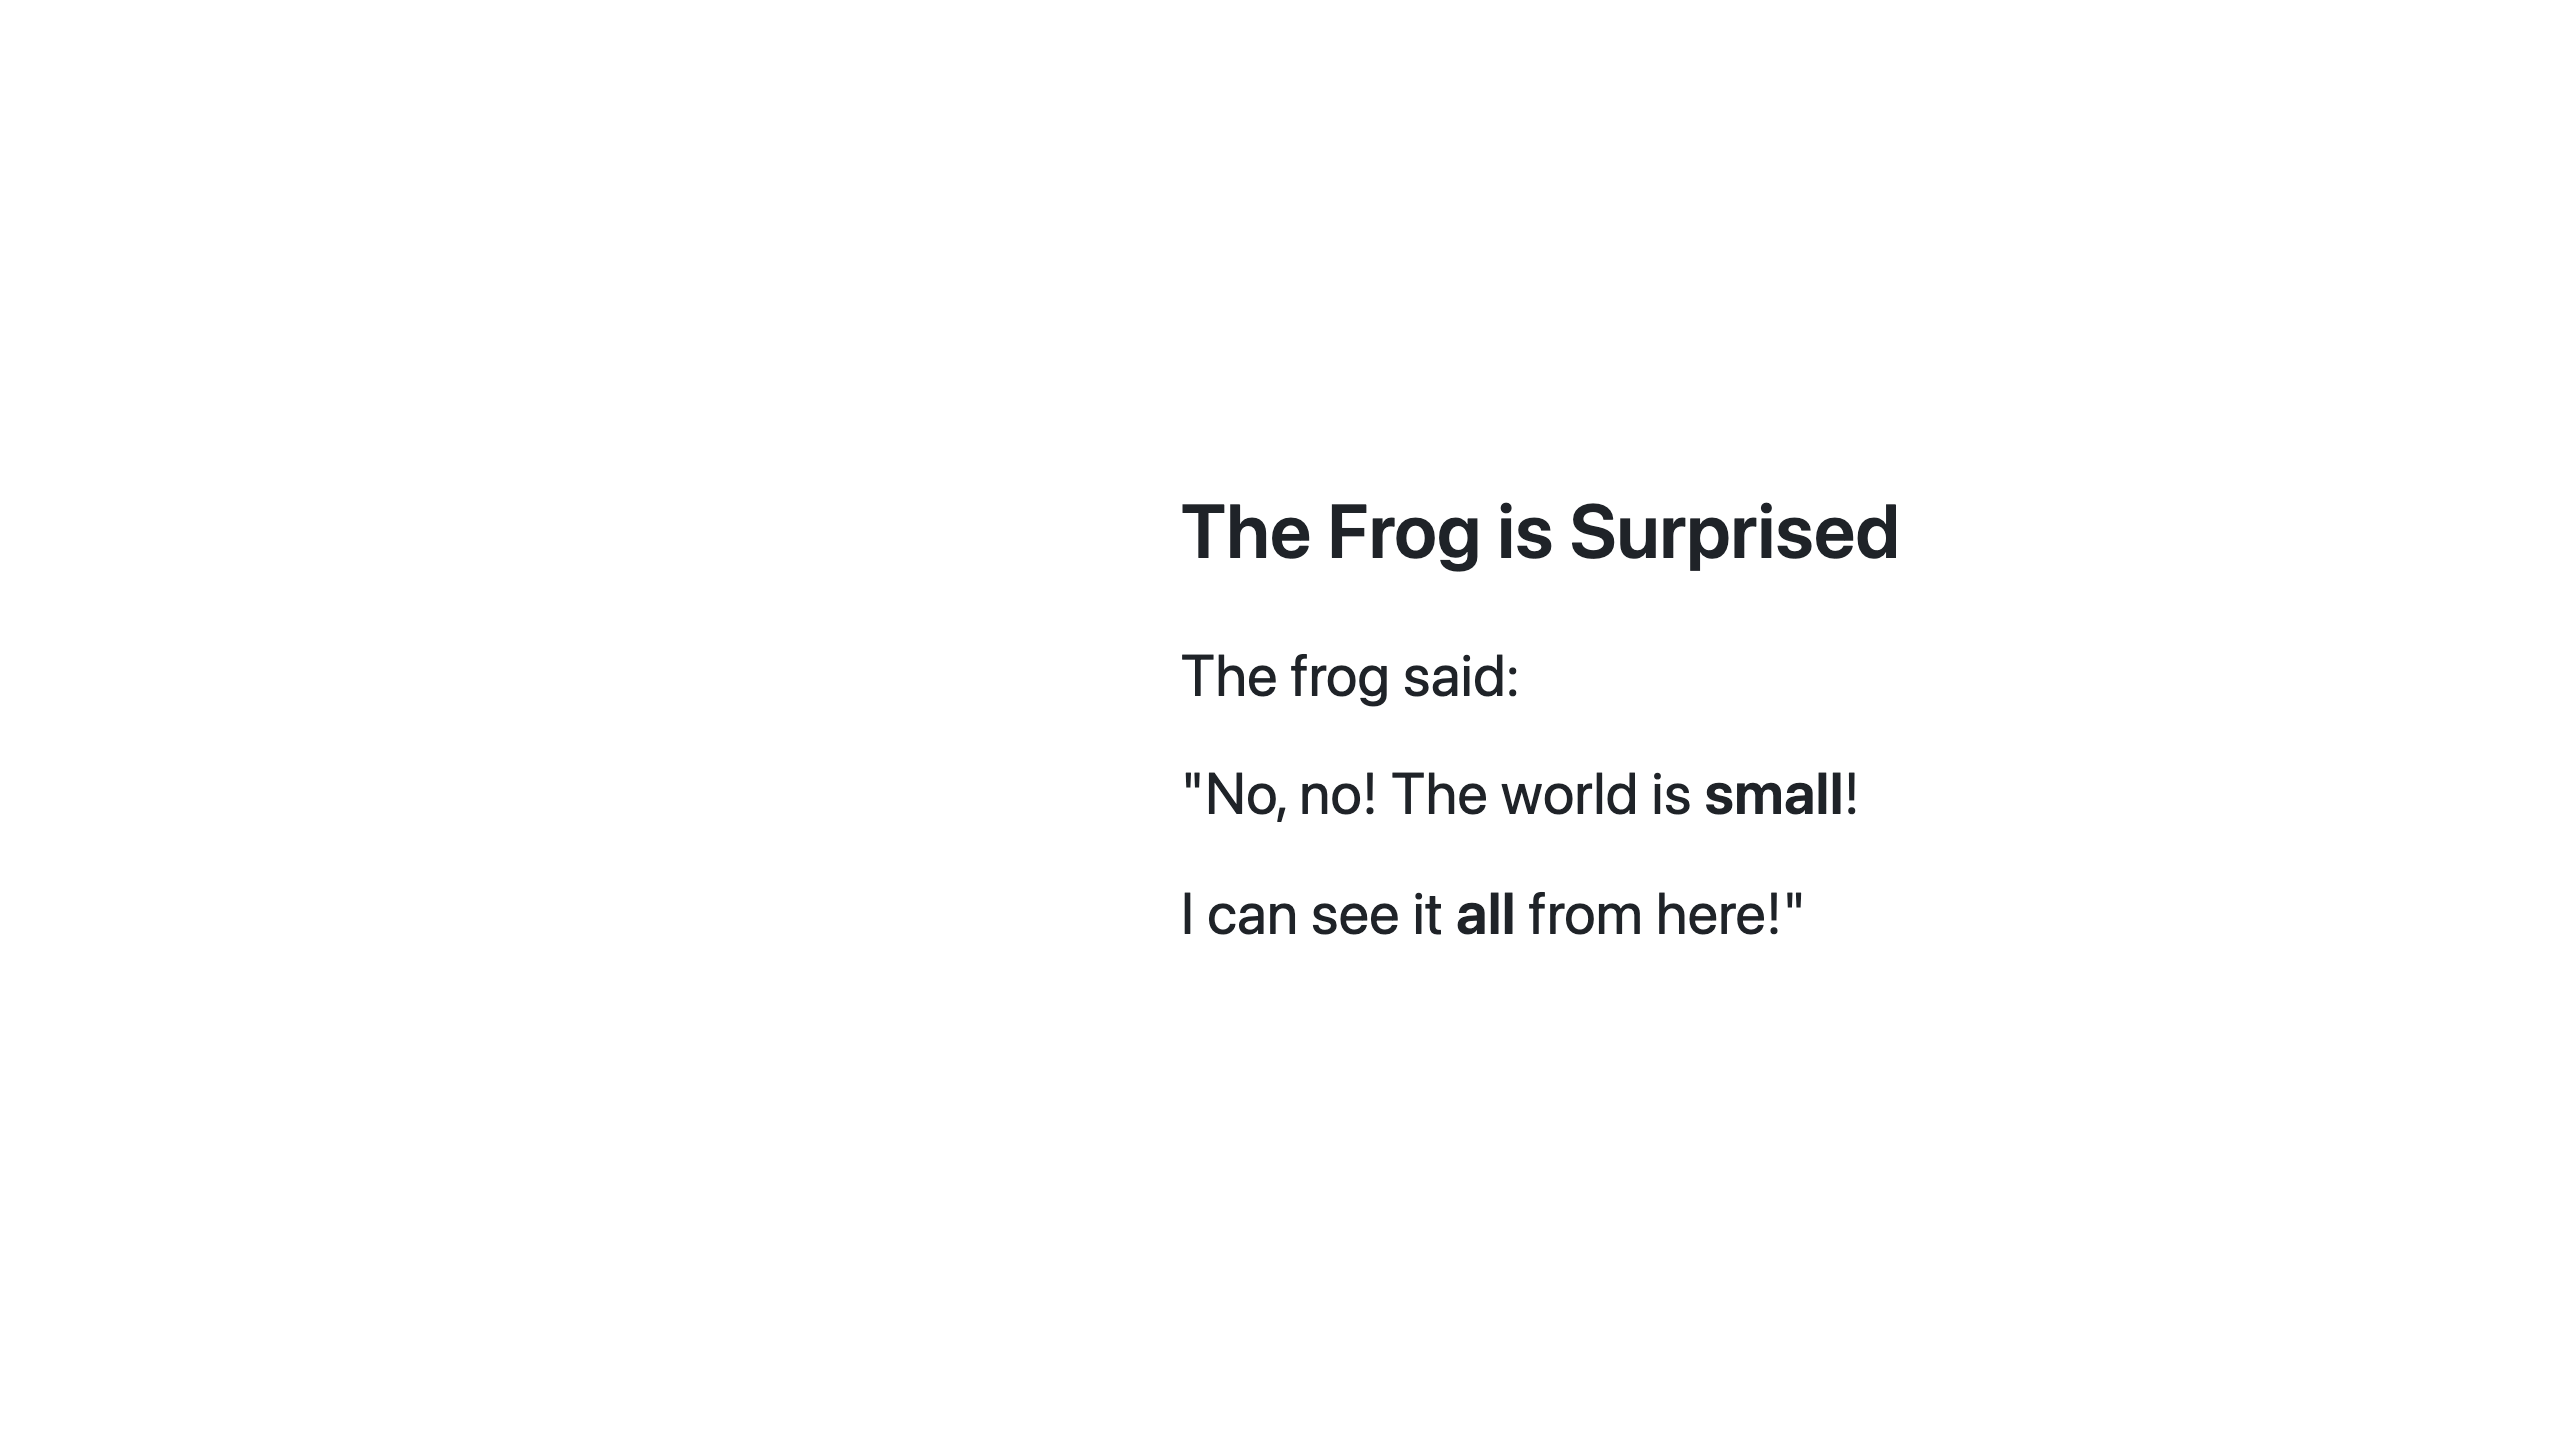 The Frog is Surprised
The frog said:
"No, no! The world is small!
I can see it all from here!"